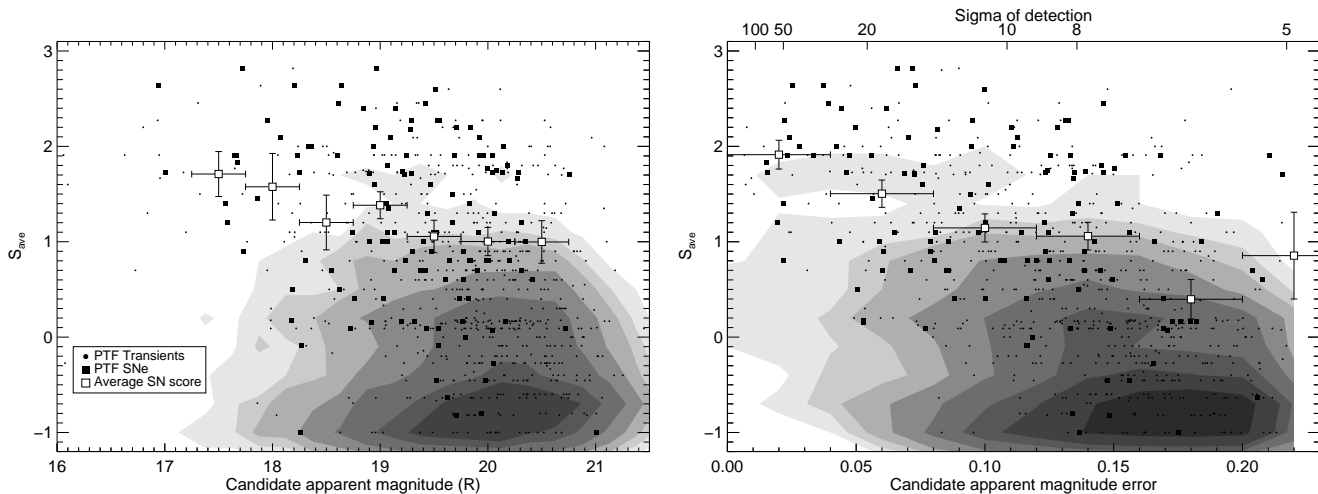 Sigma of detection
100 50 20 10 8 5
3
2
1
0
−1
S_ave
PTF Transients
PTF SNe
Average SN score
16 17 18 19 20 21
Candidate apparent magnitude (R)
3
2
1
0
−1
S_ave
0.00 0.05 0.10 0.15 0.20
Candidate apparent magnitude error